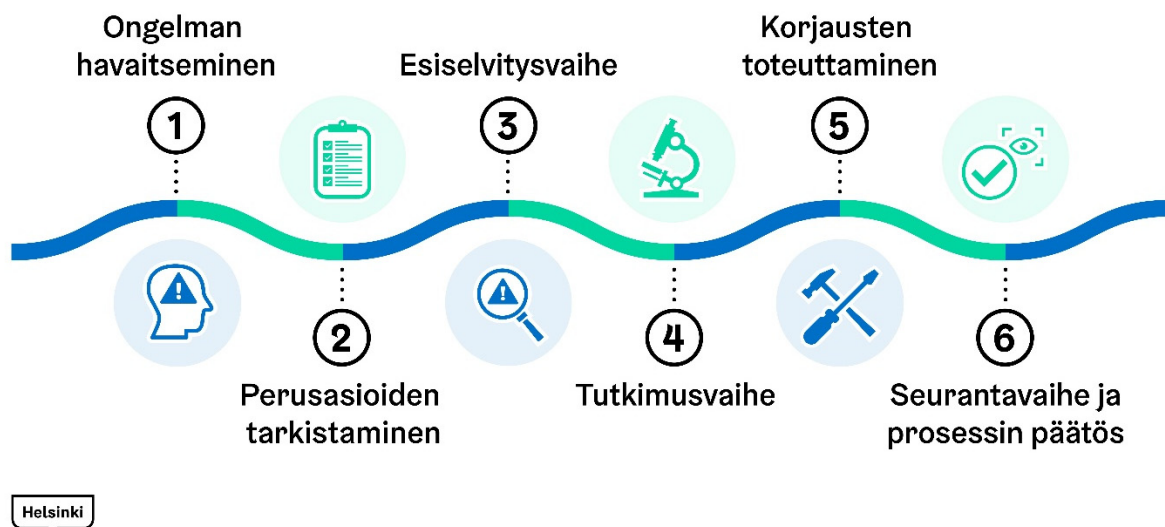 Ongelman
havaitseminen
1
2
Perusasioiden
tarkistaminen
Esiselvitysvaihe
3
4
Tutkimusvaihe
Korjausten
toteuttaminen
5
6
Seurantavaihe ja
prosessin päätös
Helsinki